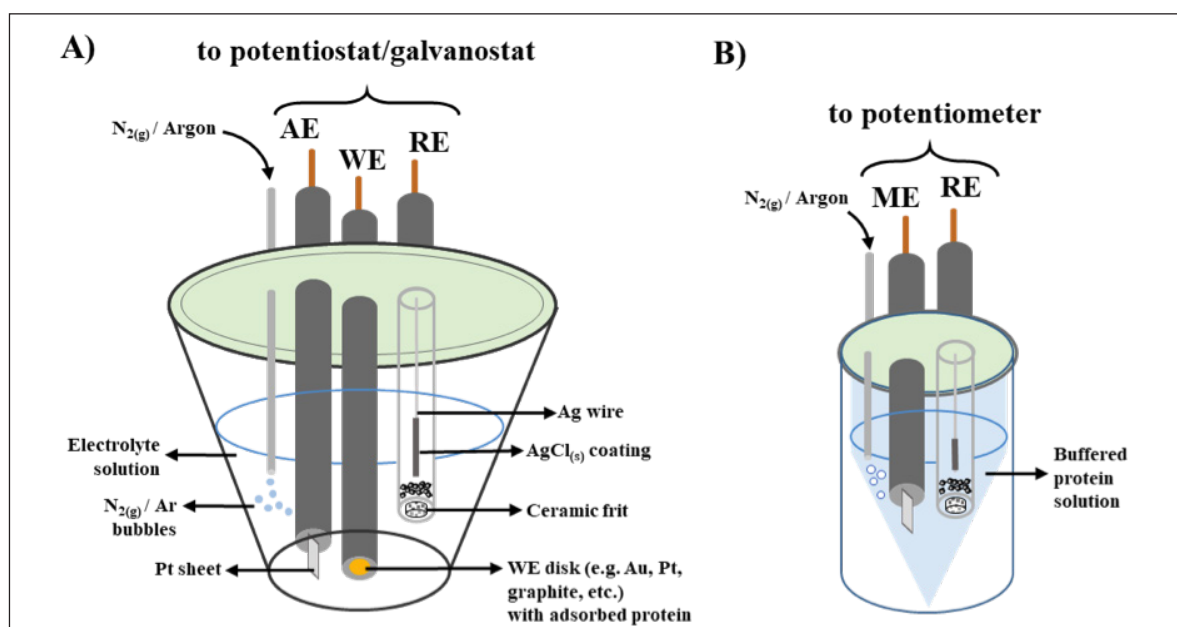 A)
to potentiostat/galvanostat
N2(g) / Argon
AE
WE
RE
Electrolyte
solution
N2(g) / Ar
bubbles
Pt sheet
Ag wire
AgCl(s) coating
Ceramic frit
WE disk (e.g. Au, Pt,
graphite, etc.)
with adsorbed protein
B)
to potentiometer
N2(g) / Argon
ME
RE
Buffered
protein
solution